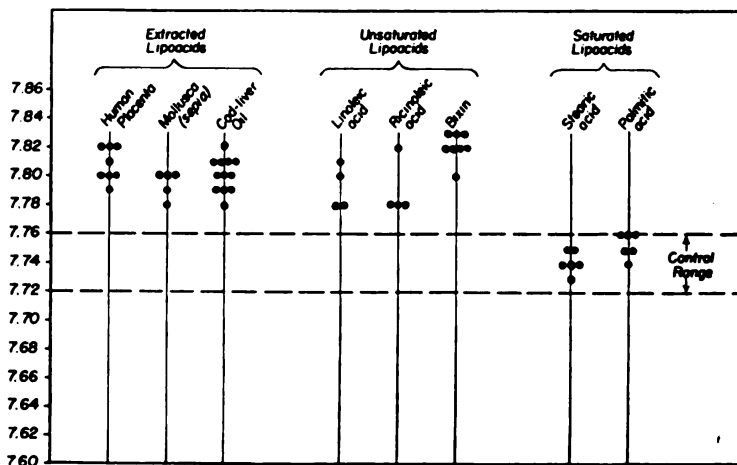 Extracted
Lipoacids
Unsaturated
Lipoacids
Saturated
Lipoacids
Human
Placenta
Mollusca
(sepia)
Cod-liver
Oil
Linoleic
acid
Ricinoleic
acid
Bixin
Stearic
acid
Palmitic
acid
7.86
7.84
7.82
7.80
7.78
7.76
7.74
7.72
7.70
7.68
7.66
7.64
7.62
7.60
Control
Range